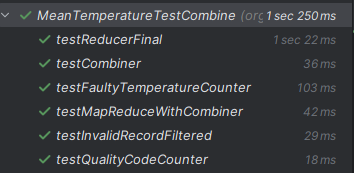 MeanTemperatureTestCombine (org 1 sec 250 ms
testReducerFinal 1 sec 22 ms
testCombiner 36 ms
testFaultyTemperatureCounter 103 ms
testMapReduceWithCombiner 42 ms
testInvalidRecordFiltered 29 ms
testQualityCodeCounter 18 ms